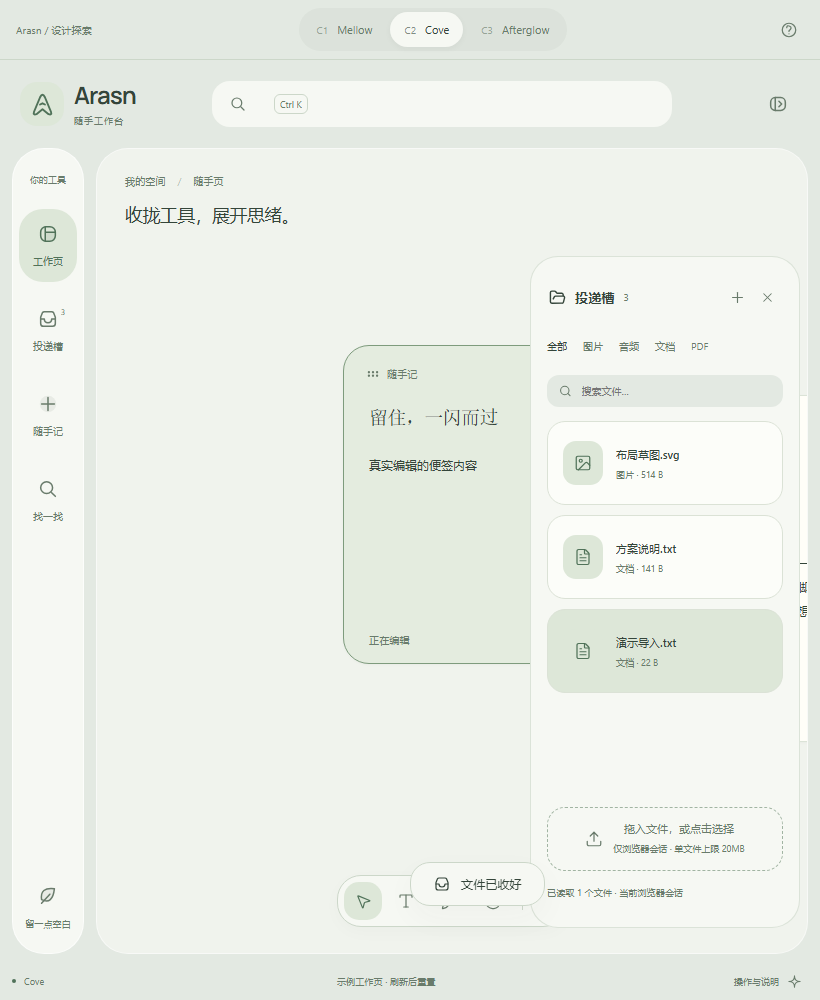 Arasn / 设计探索
C1 Mellow
C2 Cove
C3 Afterglow
Arasn
随手工作台
Ctrl K
你的工具
工作页
3
投递槽
随手记
找一找
留一点空白
我的空间 / 随手页
收拢工具，展开思绪。
随手记
留住，一闪而过
真实编辑的便签内容
正在编辑
投递槽 3
全部 图片 音频 文档 PDF
搜索文件...
布局草图.svg
图片 · 514 B
方案说明.txt
文档 · 141 B
演示导入.txt
文档 · 22 B
拖入文件，或点击选择
仅浏览器会话 · 单文件上限 20MB
已读取 1 个文件 · 当前浏览器会话
文件已收好
Cove
示例工作页 · 刷新后重置
操作与说明